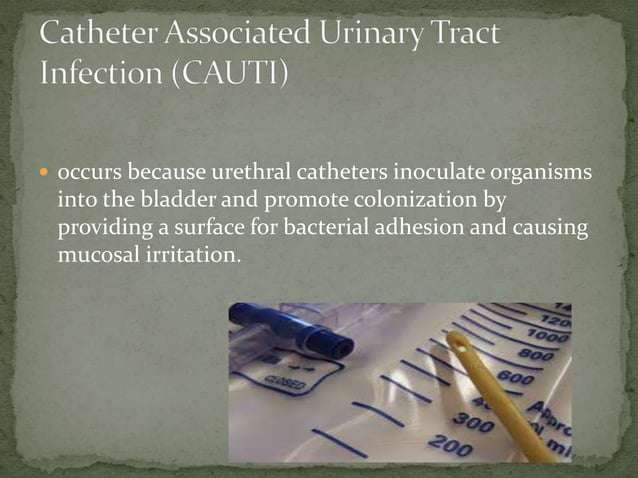 Catheter Associated Urinary Tract
Infection (CAUTI)
occurs because urethral catheters inoculate organisms
into the bladder and promote colonization by
providing a surface for bacterial adhesion and causing
mucosal irritation.
CLOSED
1200
1000
800
600
300
200
ml